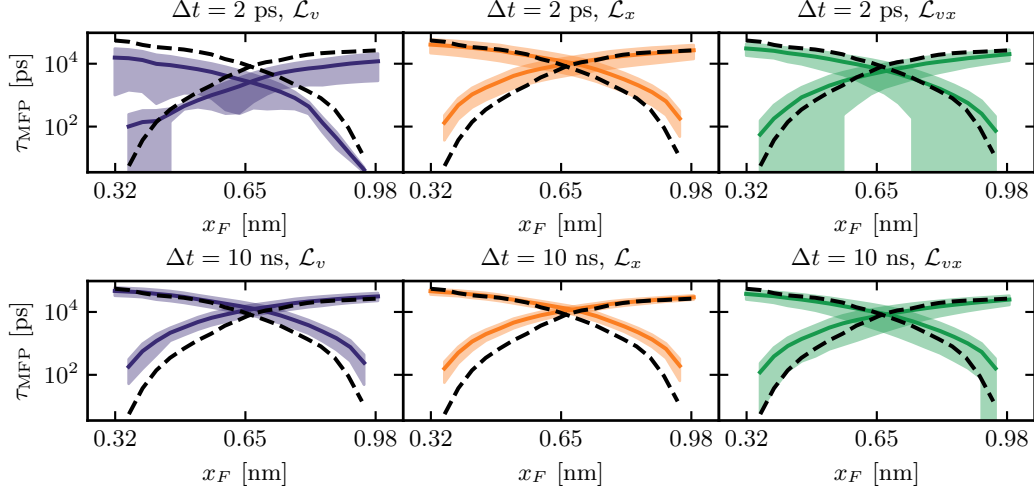 Δt = 2 ps, ℒ_v
Δt = 2 ps, ℒ_x
Δt = 2 ps, ℒ_vx
τ_MFP [ps]
10^4
10^2
0.32 0.65 0.98
0.32 0.65 0.98
0.32 0.65 0.98
x_F [nm]
x_F [nm]
x_F [nm]
Δt = 10 ns, ℒ_v
Δt = 10 ns, ℒ_x
Δt = 10 ns, ℒ_vx
τ_MFP [ps]
10^4
10^2
0.32 0.65 0.98
0.32 0.65 0.98
0.32 0.65 0.98
x_F [nm]
x_F [nm]
x_F [nm]